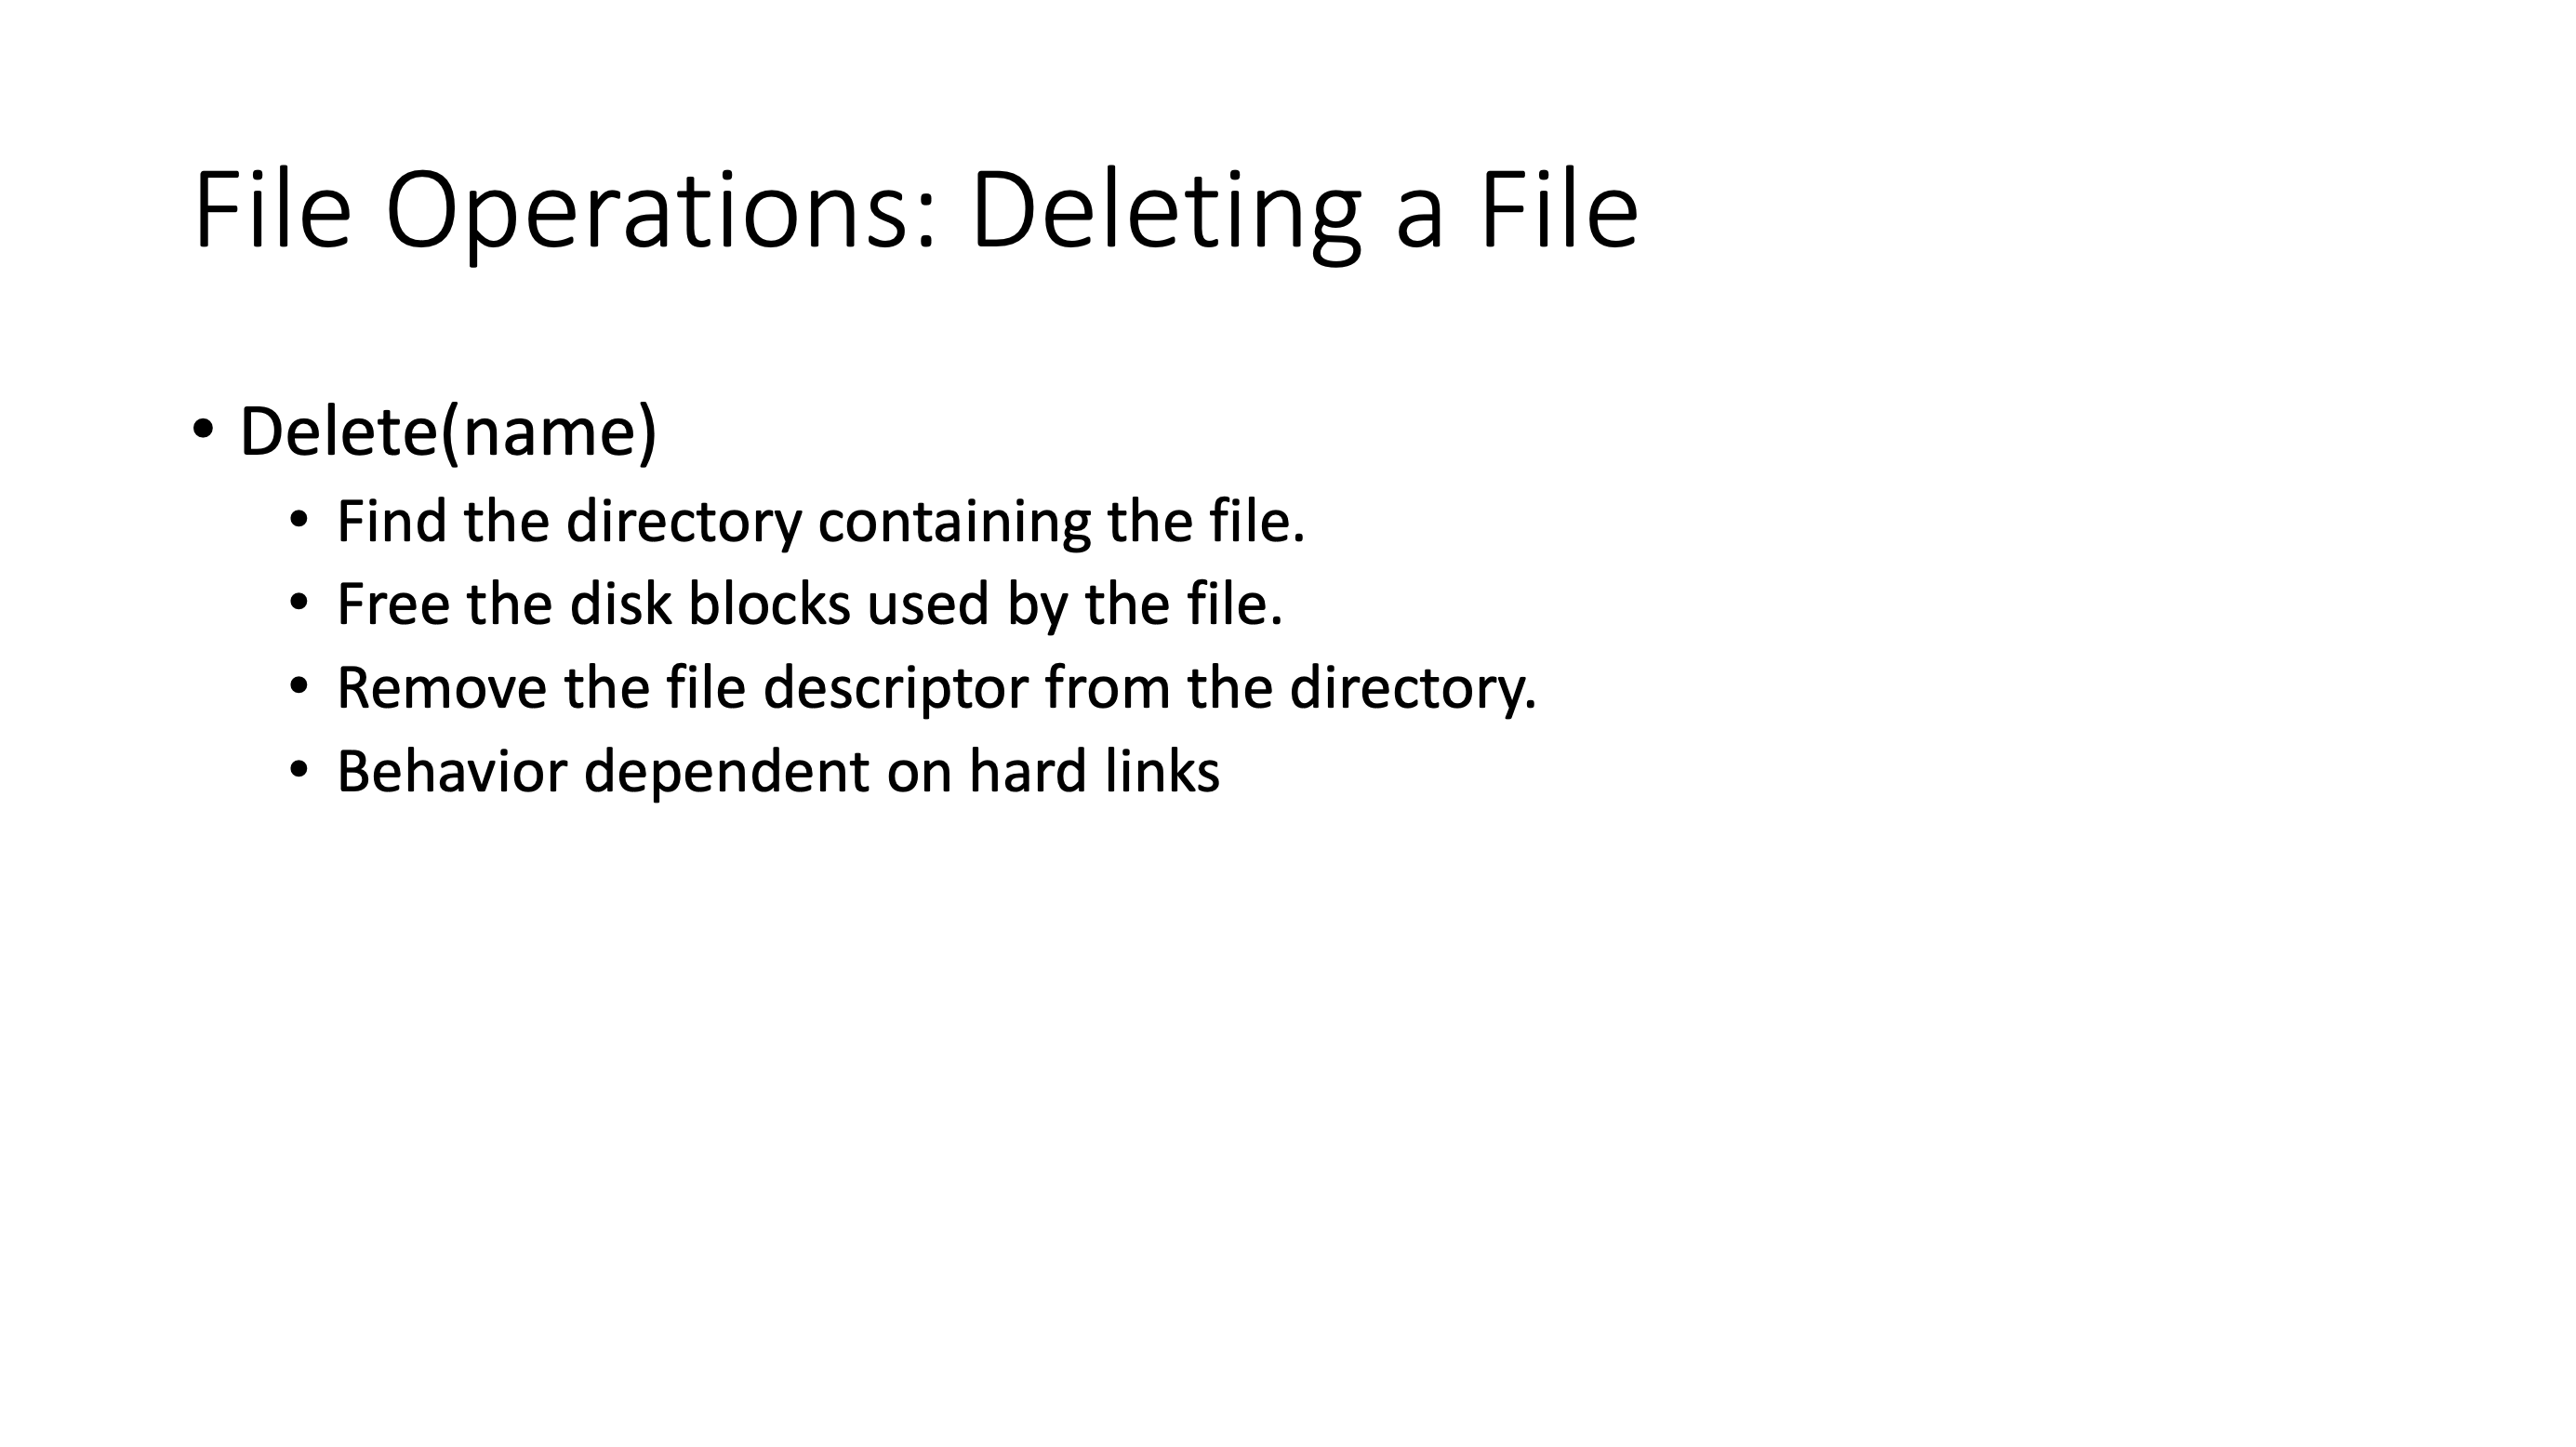 File Operations: Deleting a File
• Delete(name)
• Find the directory containing the file.
• Free the disk blocks used by the file.
• Remove the file descriptor from the directory.
• Behavior dependent on hard links